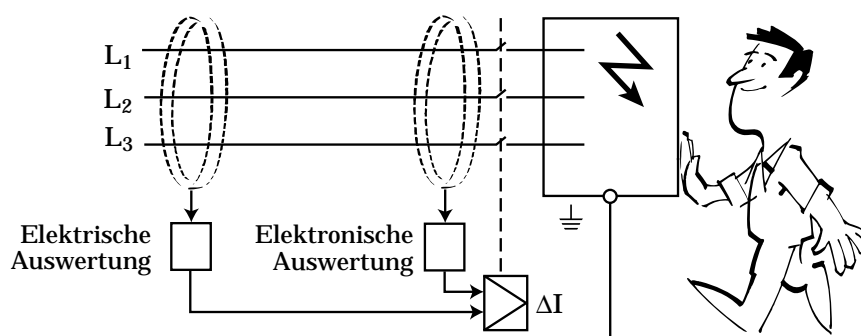 L1
L2
L3
Elektrische
Auswertung
Elektronische
Auswertung
ΔI